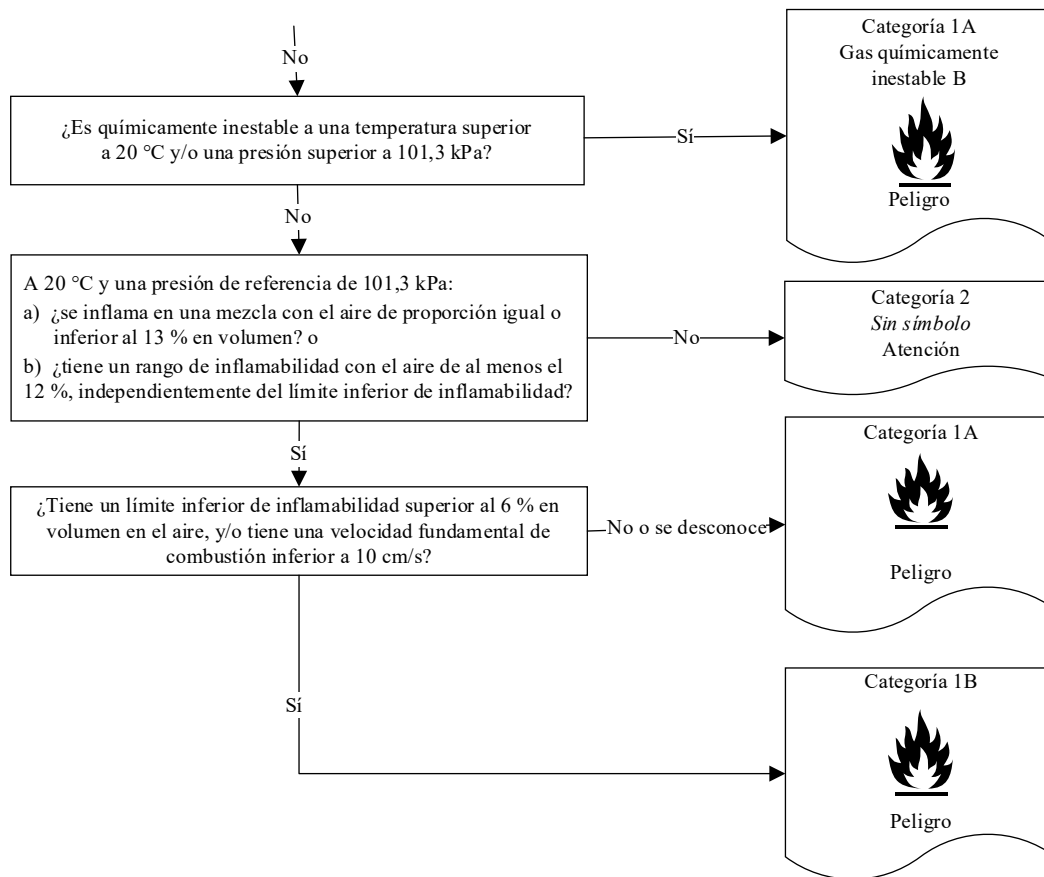 No
Categoría 1A
Gas químicamente
inestable B
Peligro
¿Es químicamente inestable a una temperatura superior
a 20 °C y/o una presión superior a 101,3 kPa?
Sí
No
A 20 °C y una presión de referencia de 101,3 kPa:
a) ¿se inflama en una mezcla con el aire de proporción igual o
inferior al 13 % en volumen? o
b) ¿tiene un rango de inflamabilidad con el aire de al menos el
12 %, independientemente del límite inferior de inflamabilidad?
No
Categoría 2
Sin símbolo
Atención
Sí
¿Tiene un límite inferior de inflamabilidad superior al 6 % en
volumen en el aire, y/o tiene una velocidad fundamental de
combustión inferior a 10 cm/s?
No o se desconoce
Categoría 1A
Peligro
Sí
Categoría 1B
Peligro